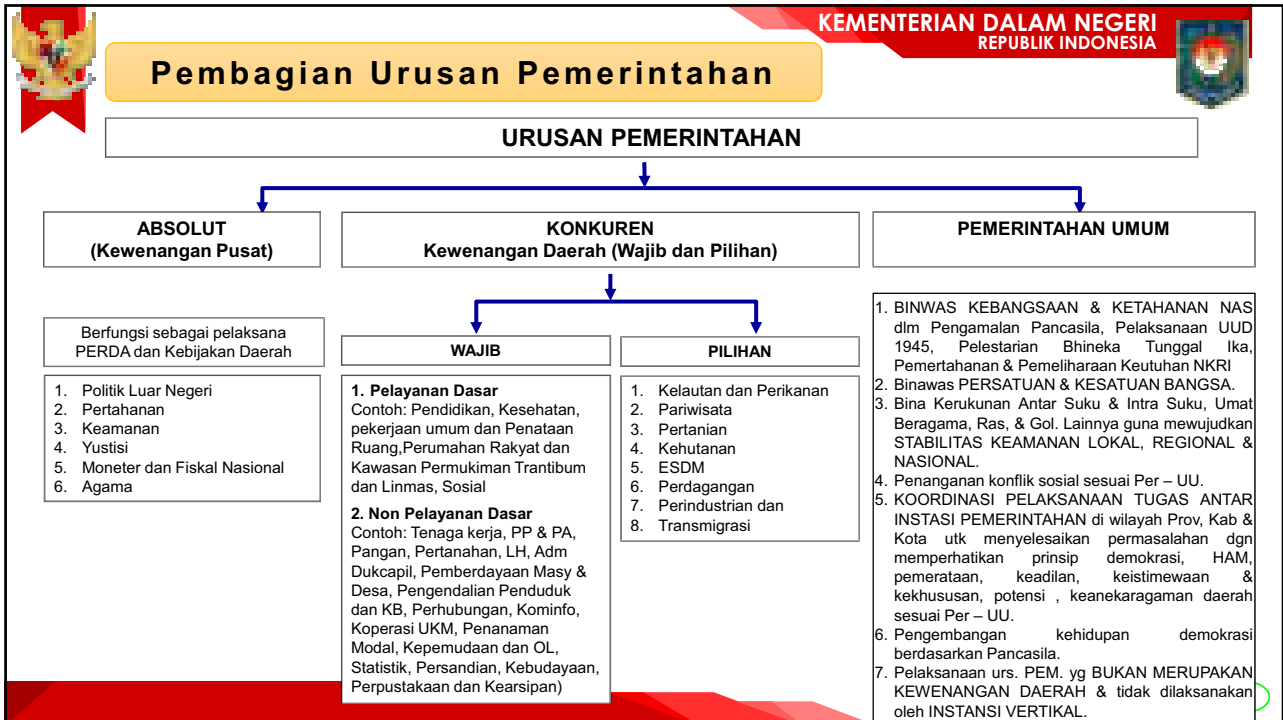 KEMENTERIAN DALAM NEGERI
REPUBLIK INDONESIA
Pembagian Urusan Pemerintahan
URUSAN PEMERINTAHAN
ABSOLUT
(Kewenangan Pusat)
KONKUREN
Kewenangan Daerah (Wajib dan Pilihan)
PEMERINTAHAN UMUM
Berfungsi sebagai pelaksana
PERDA dan Kebijakan Daerah
1. Politik Luar Negeri
2. Pertahanan
3. Keamanan
4. Yustisi
5. Moneter dan Fiskal Nasional
6. Agama
WAJIB
1. Pelayanan Dasar
Contoh: Pendidikan, Kesehatan,
pekerjaan umum dan Penataan
Ruang,Perumahan Rakyat dan
Kawasan Permukiman Trantibum
dan Linmas, Sosial
2. Non Pelayanan Dasar
Contoh: Tenaga kerja, PP & PA,
Pangan, Pertanahan, LH, Adm
Dukcapil, Pemberdayaan Masy &
Desa, Pengendalian Penduduk
dan KB, Perhubungan, Kominfo,
Koperasi UKM, Penanaman
Modal, Kepemudaan dan OL,
Statistik, Persandian, Kebudayaan,
Perpustakaan dan Kearsipan)
PILIHAN
1. Kelautan dan Perikanan
2. Pariwisata
3. Pertanian
4. Kehutanan
5. ESDM
6. Perdagangan
7. Perindustrian dan
8. Transmigrasi
1. BINWAS KEBANGSAAN & KETAHANAN NAS
dlm Pengamalan Pancasila, Pelaksanaan UUD
1945, Pelestarian Bhineka Tunggal Ika,
Pemertahanan & Pemeliharaan Keutuhan NKRI
2. Binawas PERSATUAN & KESATUAN BANGSA.
3. Bina Kerukunan Antar Suku & Intra Suku, Umat
Beragama, Ras, & Gol. Lainnya guna mewujudkan
STABILITAS KEAMANAN LOKAL, REGIONAL &
NASIONAL.
4. Penanganan konflik sosial sesuai Per – UU.
5. KOORDINASI PELAKSANAAN TUGAS ANTAR
INSTASI PEMERINTAHAN di wilayah Prov, Kab &
Kota utk menyelesaikan permasalahan dgn
memperhatikan prinsip demokrasi, HAM,
pemerataan, keadilan, keistimewaan &
kekhususan, potensi , keanekaragaman daerah
sesuai Per – UU.
6. Pengembangan kehidupan demokrasi
berdasarkan Pancasila.
7. Pelaksanaan urs. PEM. yg BUKAN MERUPAKAN
KEWENANGAN DAERAH & tidak dilaksanakan
oleh INSTANSI VERTIKAL.